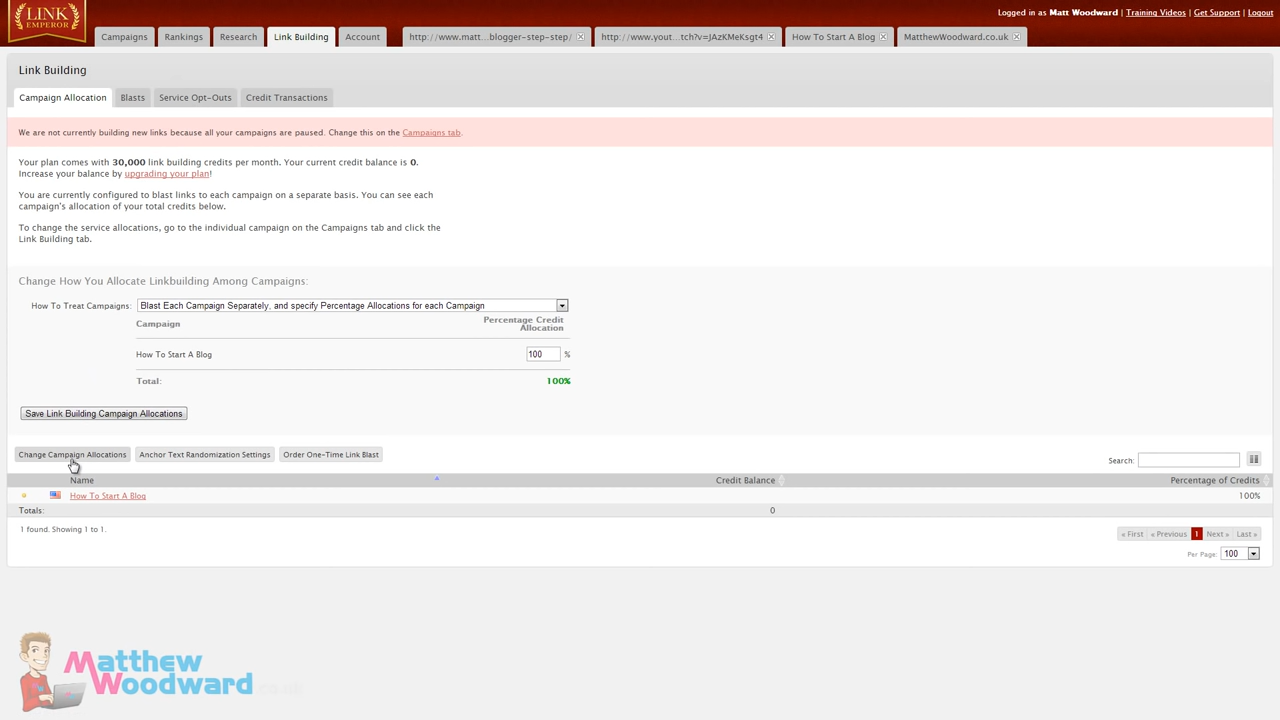 LINK
EMPEROR
Logged in as Matt Woodward | Training Videos | Get Support | Logout
Campaigns
Rankings
Research
Link Building
Account
http://www.matt...blogger-step-step/
http://www.yout...tch?v=JAzKMeKsgt4
How To Start A Blog
MatthewWoodward.co.uk
Link Building
Campaign Allocation
Blasts
Service Opt-Outs
Credit Transactions
We are not currently building new links because all your campaigns are paused. Change this on the Campaigns tab.
Your plan comes with 30,000 link building credits per month. Your current credit balance is 0.
Increase your balance by upgrading your plan!
You are currently configured to blast links to each campaign on a separate basis. You can see each
campaign's allocation of your total credits below.
To change the service allocations, go to the individual campaign on the Campaigns tab and click the
Link Building tab.
Change How You Allocate Linkbuilding Among Campaigns:
How To Treat Campaigns: Blast Each Campaign Separately, and specify Percentage Allocations for each Campaign
Campaign
Percentage Credit
Allocation
How To Start A Blog 100 %
Total: 100%
Save Link Building Campaign Allocations
Change Campaign Allocations
Anchor Text Randomization Settings
Order One-Time Link Blast
Search:
Name Credit Balance Percentage of Credits
How To Start A Blog 100%
Totals: 0
1 found. Showing 1 to 1.
« First « Previous 1 Next » Last »
Per Page: 100
Matthew
Woodward
.co.uk